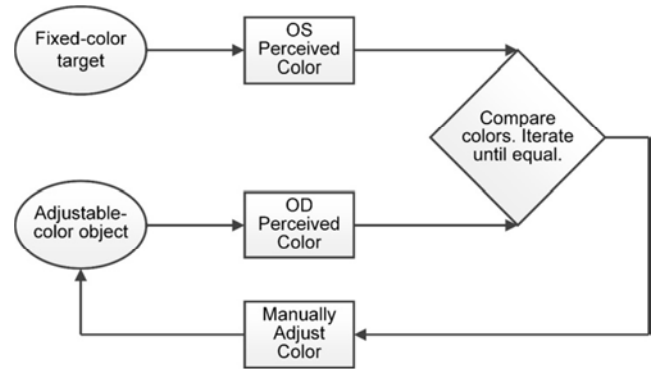 Fixed-color
target
OS
Perceived
Color
Compare
colors. Iterate
until equal.
Adjustable-
color object
OD
Perceived
Color
Manually
Adjust
Color